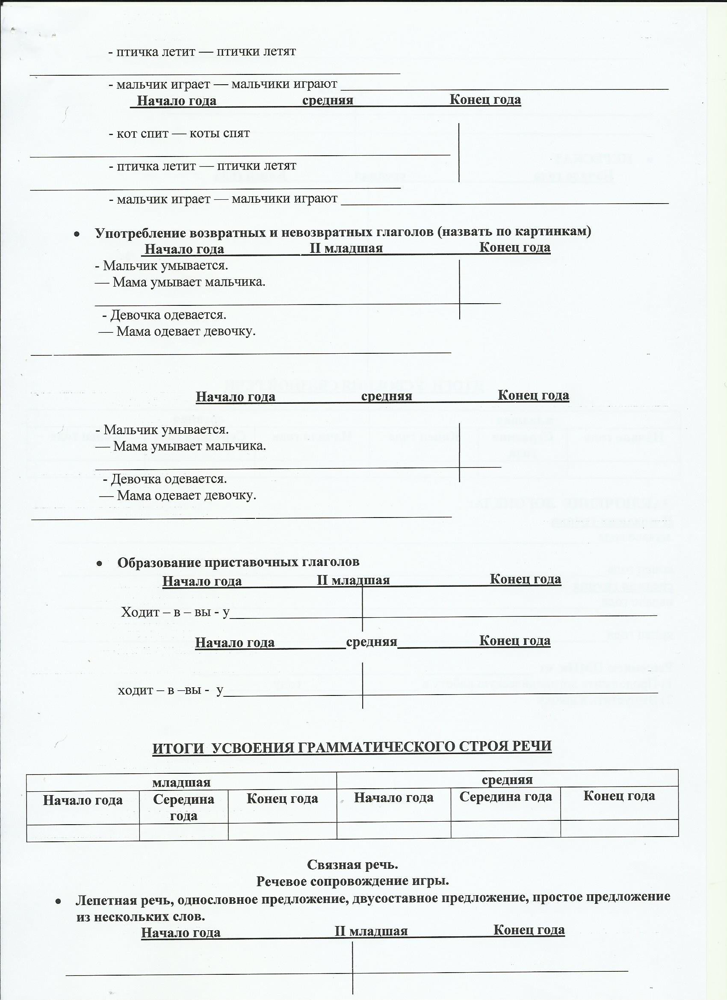 - птичка летит — птички летят
- мальчик играет — мальчики играют
Начало года средняя Конец года
- кот спит — коты спят
- птичка летит — птички летят
- мальчик играет — мальчики играют
• Употребление возвратных и невозвратных глаголов (назвать по картинкам)
Начало года II младшая Конец года
- Мальчик умывается.
— Мама умывает мальчика.
- Девочка одевается.
— Мама одевает девочку.
Начало года средняя Конец года
- Мальчик умывается.
— Мама умывает мальчика.
- Девочка одевается.
— Мама одевает девочку.
• Образование приставочных глаголов
Начало года II младшая Конец года
Ходит – в – вы - у
Начало года средняя Конец года
ходит – в –вы - у
ИТОГИ УСВОЕНИЯ ГРАММАТИЧЕСКОГО СТРОЯ РЕЧИ
младшая средняя
Начало года Середина года Конец года Начало года Середина года Конец года
Связная речь.
Речевое сопровождение игры.
• Лепетная речь, однословное предложение, двусоставное предложение, простое предложение
из нескольких слов.
Начало года II младшая Конец года